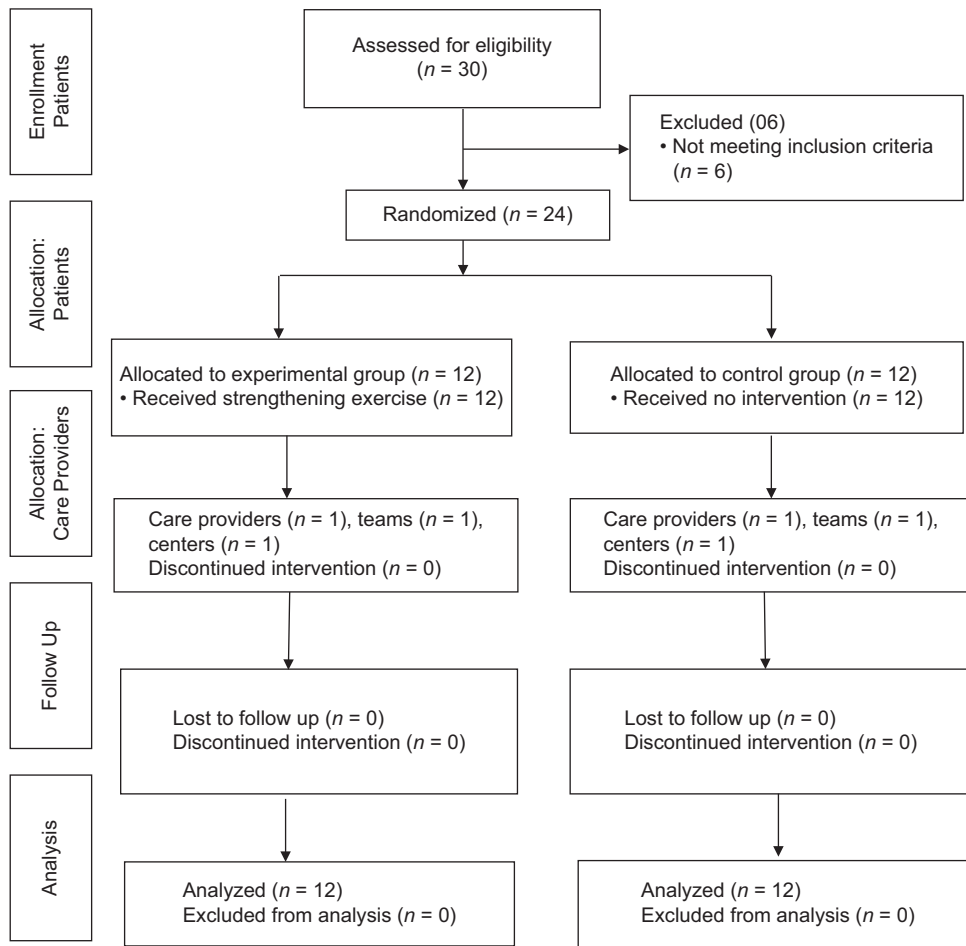 Enrollment
Patients
Assessed for eligibility
(n = 30)
Excluded (06)
• Not meeting inclusion criteria
(n = 6)
Randomized (n = 24)
Allocation:
Patients
Allocated to experimental group (n = 12)
• Received strengthening exercise (n = 12)
Allocated to control group (n = 12)
• Received no intervention (n = 12)
Allocation:
Care Providers
Care providers (n = 1), teams (n = 1),
centers (n = 1)
Discontinued intervention (n = 0)
Care providers (n = 1), teams (n = 1),
centers (n = 1)
Discontinued intervention (n = 0)
Follow Up
Lost to follow up (n = 0)
Discontinued intervention (n = 0)
Lost to follow up (n = 0)
Discontinued intervention (n = 0)
Analysis
Analyzed (n = 12)
Excluded from analysis (n = 0)
Analyzed (n = 12)
Excluded from analysis (n = 0)